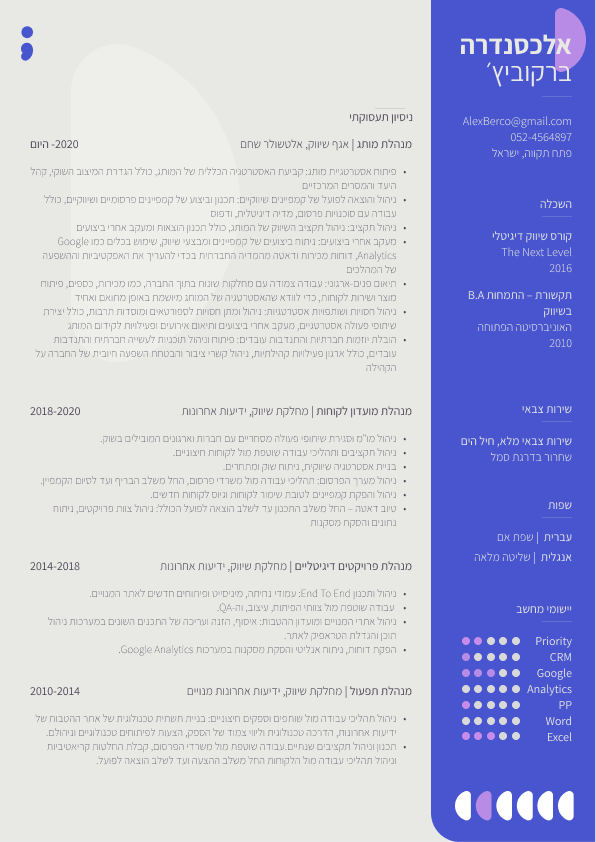 אלכסנדרה
ברקוביץ׳
AlexBerco@gmail.com
052-4564897
פתח תקווה, ישראל
השכלה
קורס שיווק דיגיטלי
The Next Level
2016
תקשורת – התמחות B.A
בשיווק
האוניברסיטה הפתוחה
2010
שירות צבאי
שירות צבאי מלא, חיל הים
שחרור בדרגת סמל
שפות
עברית | שפת אם
אנגלית | שליטה מלאה
יישומי מחשב
Priority
CRM
Google
Analytics
PP
Word
Excel
ניסיון תעסוקתי
מנהלת מותג | אגף שיווק, אלטשולר שחם 2020- היום
• פיתוח אסטרטגיית מותג: קביעת האסטרטגיה הכללית של המותג, כולל הגדרת המיצוב השוקי, קהל
היעד והמסרים המרכזיים
• ניהול והוצאה לפועל של קמפיינים שיווקיים: תכנון וביצוע של קמפיינים פרסומיים ושיווקיים, כולל
עבודה עם סוכנויות פרסום, מדיה דיגיטלית, ודפוס
• ניהול תקציב: ניהול תקציב השיווק של המותג, כולל תכנון הוצאות ומעקב אחרי ביצועים
• מעקב אחרי ביצועים: ניתוח ביצועים של קמפיינים ומבצעי שיווק, שימוש בכלים כמו Google
Analytics, דוחות מכירות ודאטה מהמדיה החברתית בכדי להעריך את האפקטיביות וההשפעה
של המהלכים
• תיאום פנים-ארגוני: עבודה צמודה עם מחלקות שונות בתוך החברה, כמו מכירות, כספים, פיתוח
מוצר ושירות לקוחות, כדי לוודא שהאסטרטגיה של המותג מיושמת באופן מתואם ואחיד
• ניהול חסויות ושותפויות אסטרטגיות: ניהול ומתן חסויות לספורטאים ומוסדות תרבות, כולל יצירת
שיתופי פעולה אסטרטגיים, מעקב אחרי ביצועים ותיאום אירועים ופעילויות לקידום המותג
• הובלת יוזמות חברתיות והתנדבות עובדים: פיתוח וניהול תוכניות לעשייה חברתית והתנדבות
עובדים, כולל ארגון פעילויות קהילתיות, ניהול קשרי ציבור והבטחת השפעה חיובית של החברה על
הקהילה
מנהלת מועדון לקוחות | מחלקת שיווק, ידיעות אחרונות 2018-2020
• ניהול מו"מ וסגירת שיתופי פעולה מסחריים עם חברות וארגונים המובילים בשוק.
• ניהול תקציבים ותהליכי עבודה שוטפת מול לקוחות חיצוניים.
• בניית אסטרטגיה שיווקית, ניתוח שוק ומתחרים.
• ניהול מערך הפרסום: תהליכי עבודה מול משרדי פרסום, החל משלב הבריף ועד לסיום הקמפיין.
• ניהול והפקת קמפיינים לטובת שימור לקוחות וגיוס לקוחות חדשים.
• טיוב דאטה – החל משלב התכנון עד לשלב הוצאה לפועל הכולל: ניהול צוות פרויקטים, ניתוח
נתונים והסקת מסקנות
מנהלת פרויקטים דיגיטליים | מחלקת שיווק, ידיעות אחרונות 2014-2018
• ניהול ותכנון End To End: עמודי נחיתה, מיניסייט ופיתוחים חדשים לאתר המנויים.
• עבודה שוטפת מול צוותי הפיתוח, עיצוב, וה-QA.
• ניהול אתרי המנויים ומועדון ההטבות: איסוף, הזנה ועריכה של התכנים השונים במערכות ניהול
תוכן והגדלת הטראפיק לאתר.
• הפקת דוחות, ניתוח אנליטי והסקת מסקנות במערכות Google Analytics.
מנהלת תפעול | מחלקת שיווק, ידיעות אחרונות מנויים 2010-2014
• ניהול תהליכי עבודה מול שותפים וספקים חיצוניים: בניית תשתית טכנולוגית של אתר ההטבות של
ידיעות אחרונות, הדרכה טכנולוגית וליווי צמוד של הספק, הצעות לפיתוחים טכנולוגיים וניהולם.
• תכנון וניהול תקציבים שנתיים.עבודה שוטפת מול משרדי הפרסום, קבלת החלטות קריאטיביות
וניהול תהליכי עבודה מול הלקוחות החל משלב ההצעה ועד לשלב הוצאה לפועל.